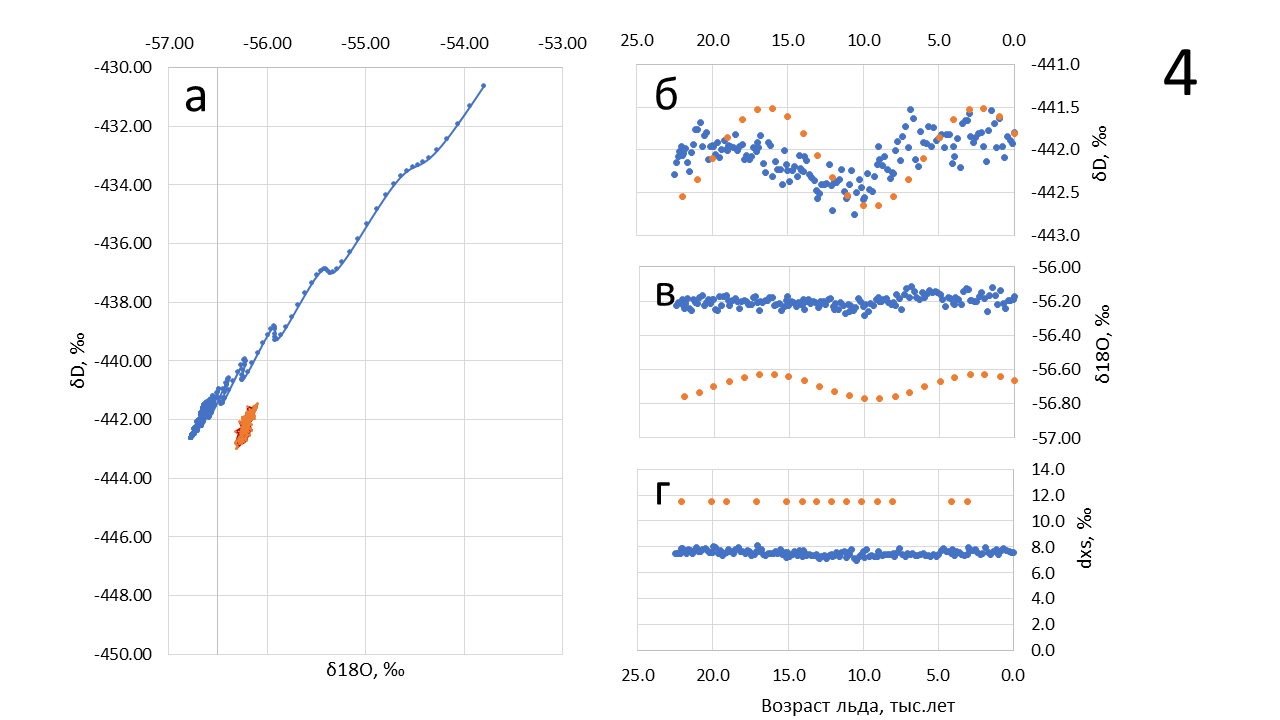 -57.00 -56.00 -55.00 -54.00 -53.00
-430.00
-432.00
-434.00
-436.00
-438.00
-440.00
-442.00
-444.00
-446.00
-448.00
-450.00
δD, ‰
δ18O, ‰
а
25.0 20.0 15.0 10.0 5.0 0.0
-441.0
-441.5
-442.0
-442.5
-443.0
δD, ‰
б
-56.00
-56.20
-56.40
-56.60
-56.80
-57.00
δ18O, ‰
в
14.0
12.0
10.0
8.0
6.0
4.0
2.0
0.0
dxs, ‰
г
25.0 20.0 15.0 10.0 5.0 0.0
Возраст льда, тыс.лет
4